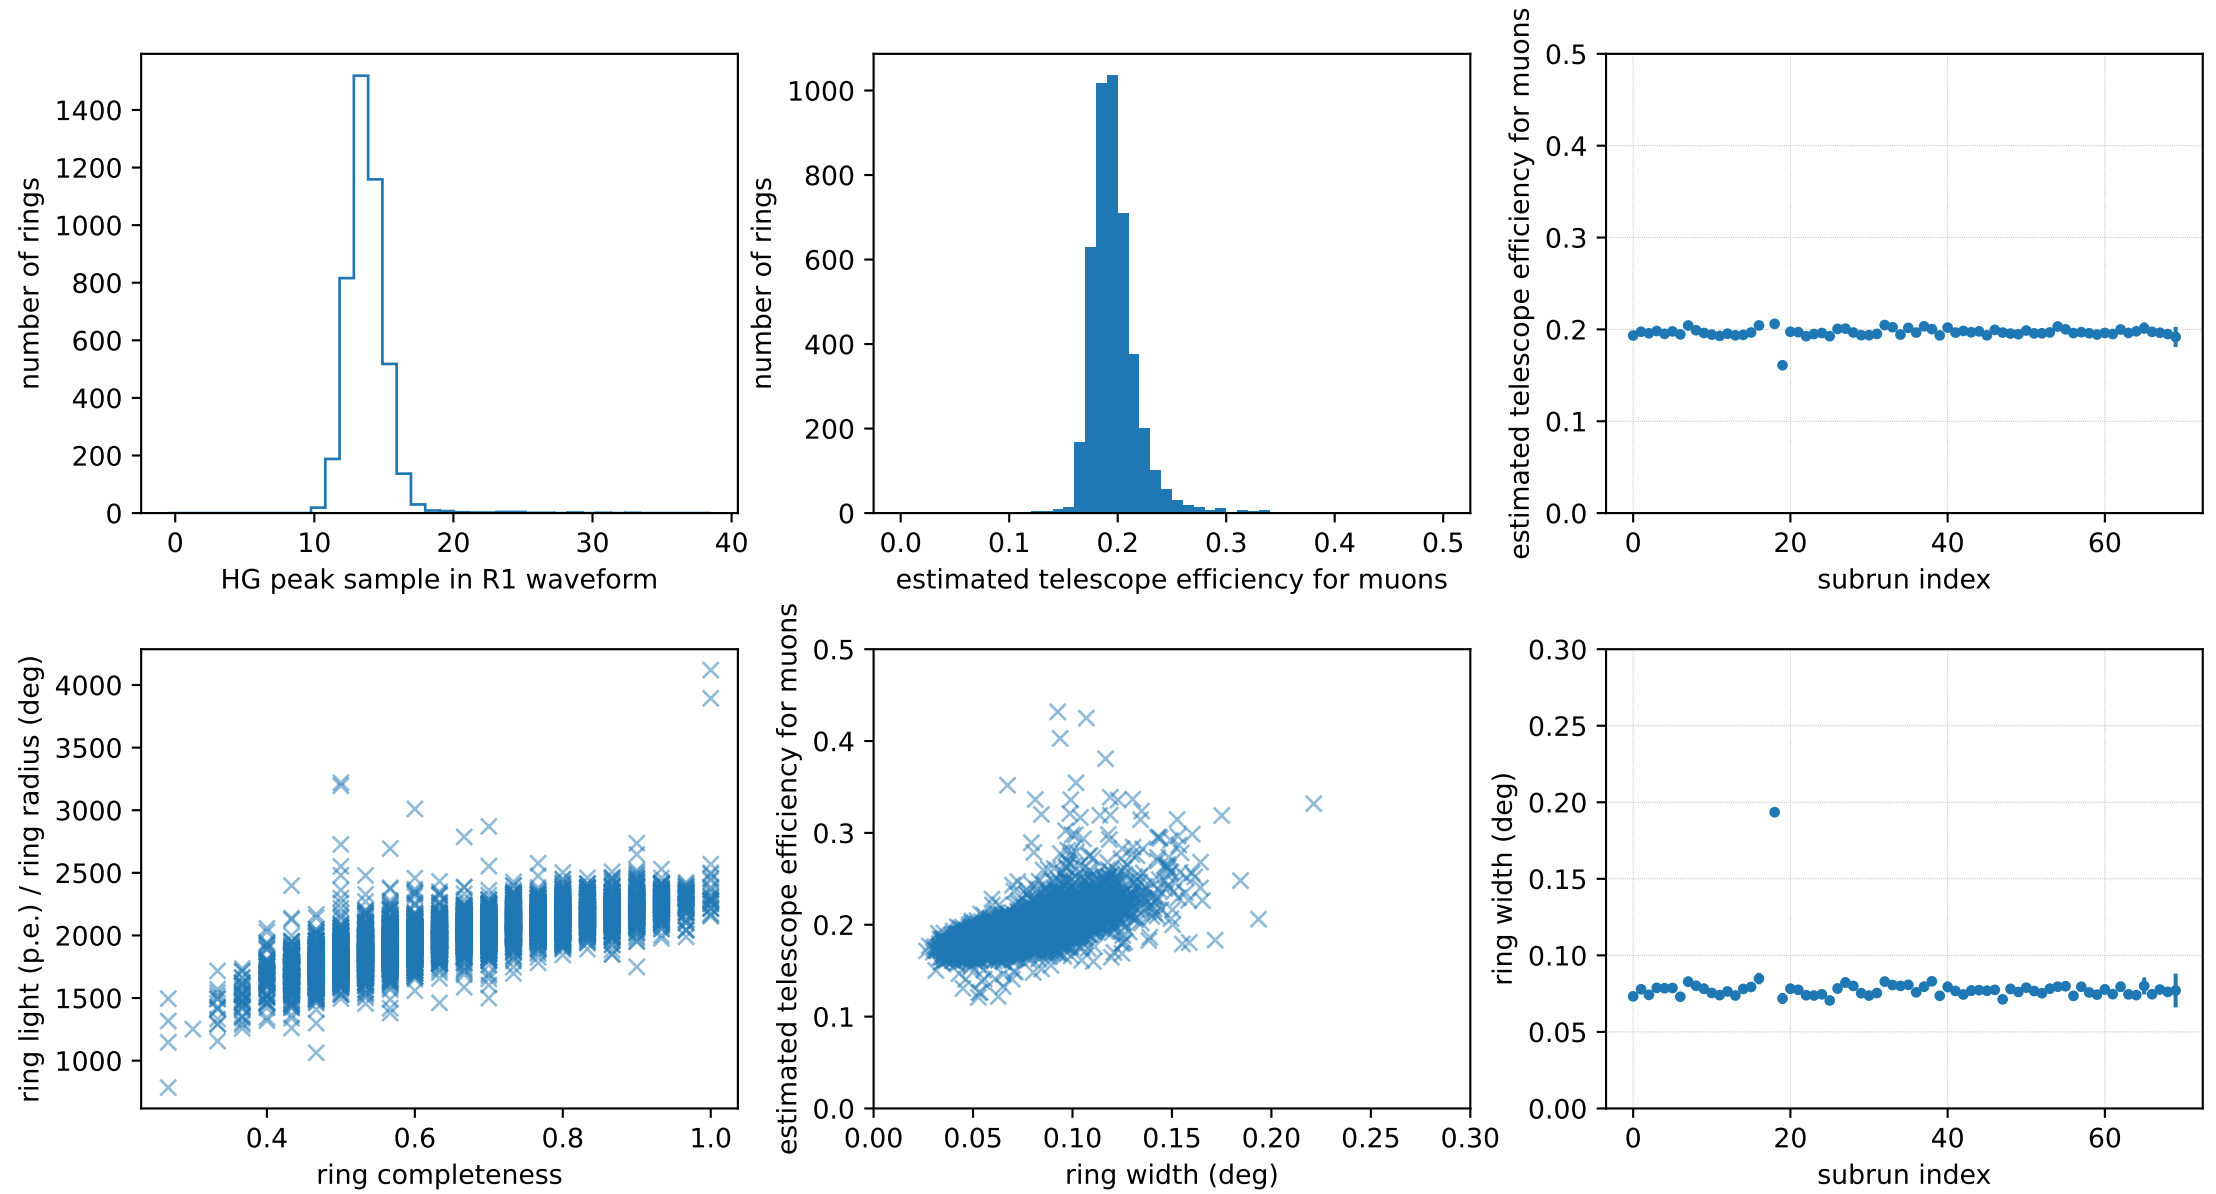 number of rings
1400
1200
1000
800
600
400
200
0
0 10 20 30 40
HG peak sample in R1 waveform
number of rings
1000
800
600
400
200
0
0.0 0.1 0.2 0.3 0.4 0.5
estimated telescope efficiency for muons
estimated telescope efficiency for muons
0.5
0.4
0.3
0.2
0.1
0.0
0 20 40 60
subrun index
ring light (p.e.) / ring radius (deg)
4000
3500
3000
2500
2000
1500
1000
0.4 0.6 0.8 1.0
ring completeness
estimated telescope efficiency for muons
0.5
0.4
0.3
0.2
0.1
0.0
0.00 0.05 0.10 0.15 0.20 0.25 0.30
ring width (deg)
ring width (deg)
0.30
0.25
0.20
0.15
0.10
0.05
0.00
0 20 40 60
subrun index